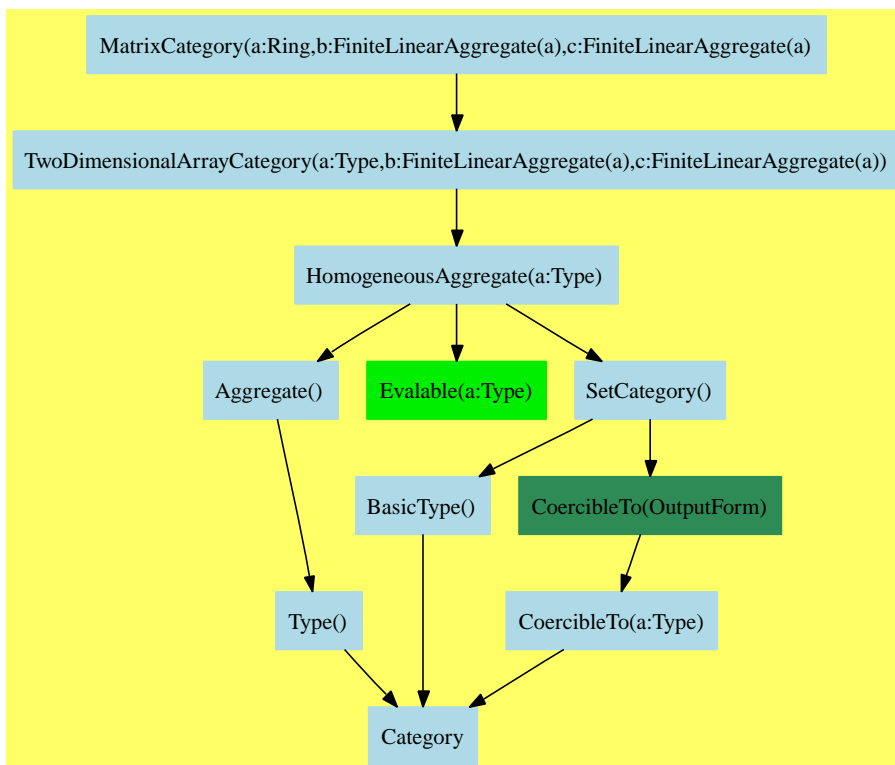 MatrixCategory(a:Ring,b:FiniteLinearAggregate(a),c:FiniteLinearAggregate(a)
TwoDimensionalArrayCategory(a:Type,b:FiniteLinearAggregate(a),c:FiniteLinearAggregate(a))
HomogeneousAggregate(a:Type)
Aggregate()
Evalable(a:Type)
SetCategory()
BasicType()
CoercibleTo(OutputForm)
Type()
CoercibleTo(a:Type)
Category